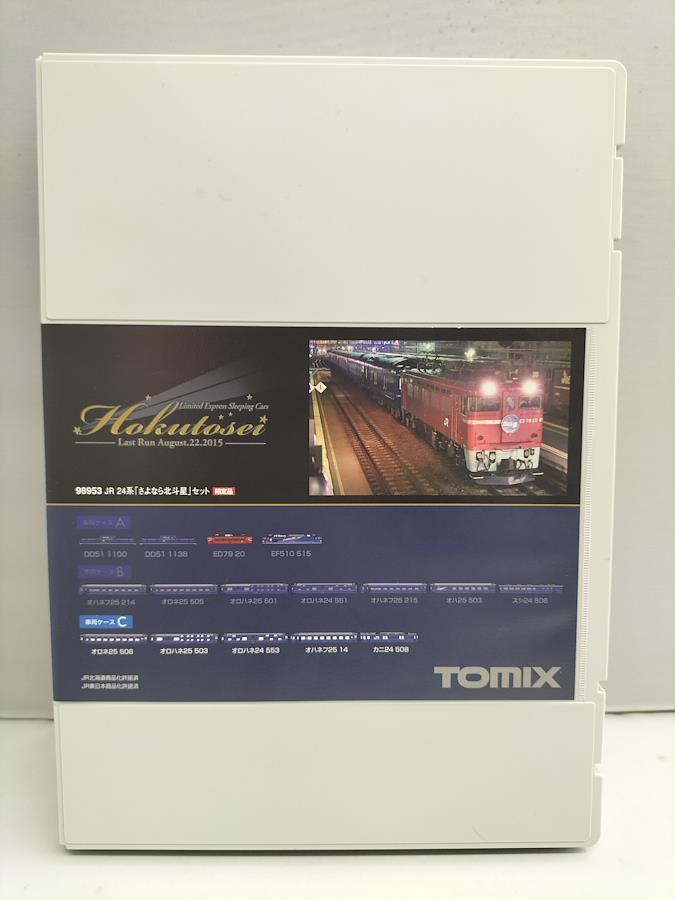 Limited Express Sleeping Cars
Hokutosei
Last Run August.22.2015
98953 JR 24系「さよなら北斗星」セット 限定品
車両ケース A
DD51 1100 DD51 1138 ED79 20 EF510 515
車両ケース B
オハネフ25 214 オロネ25 505 オロハネ25 501 オロハネ24 551 オハネフ25 215 オハ25 503 スシ24 506
車両ケース C
オロネ25 506 オロハネ25 503 オロハネ24 553 オハネフ25 14 カニ24 508
JR北海道商品化許諾済
JR東日本商品化許諾済
TOMIX